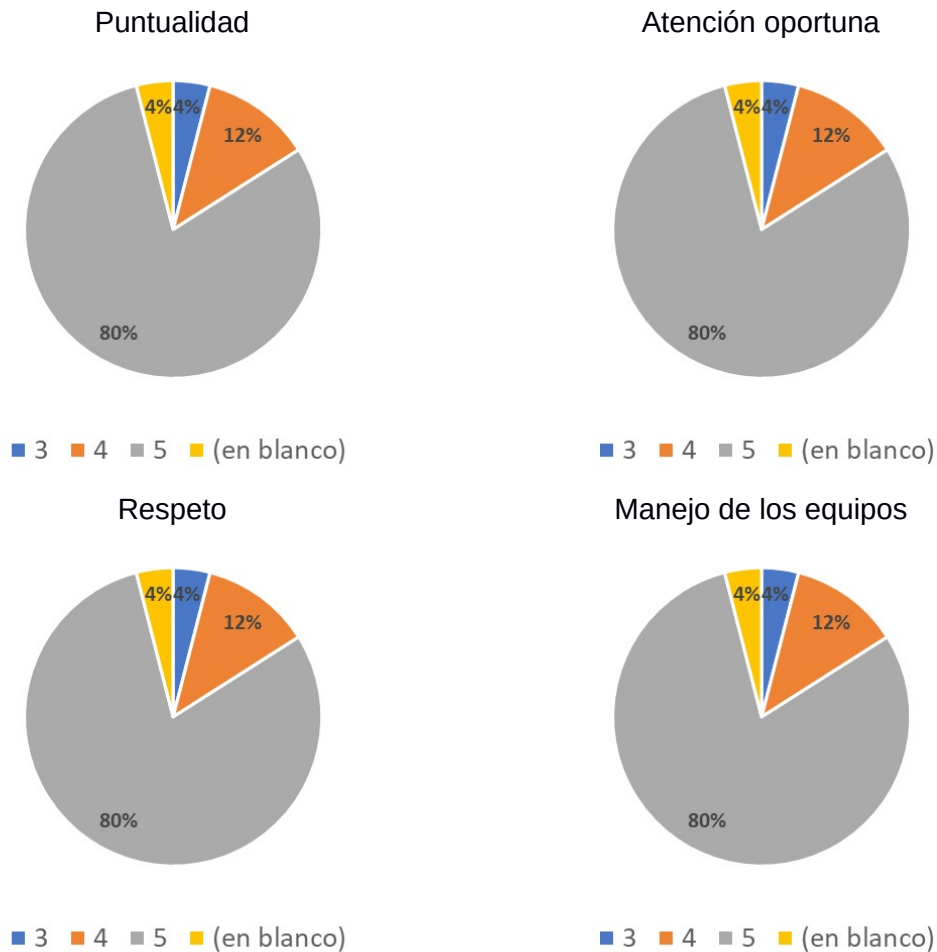 Puntualidad
4% 4%
12%
80%
3 4 5 (en blanco)
Atención oportuna
4% 4%
12%
80%
3 4 5 (en blanco)
Respeto
4% 4%
12%
80%
3 4 5 (en blanco)
Manejo de los equipos
4% 4%
12%
80%
3 4 5 (en blanco)